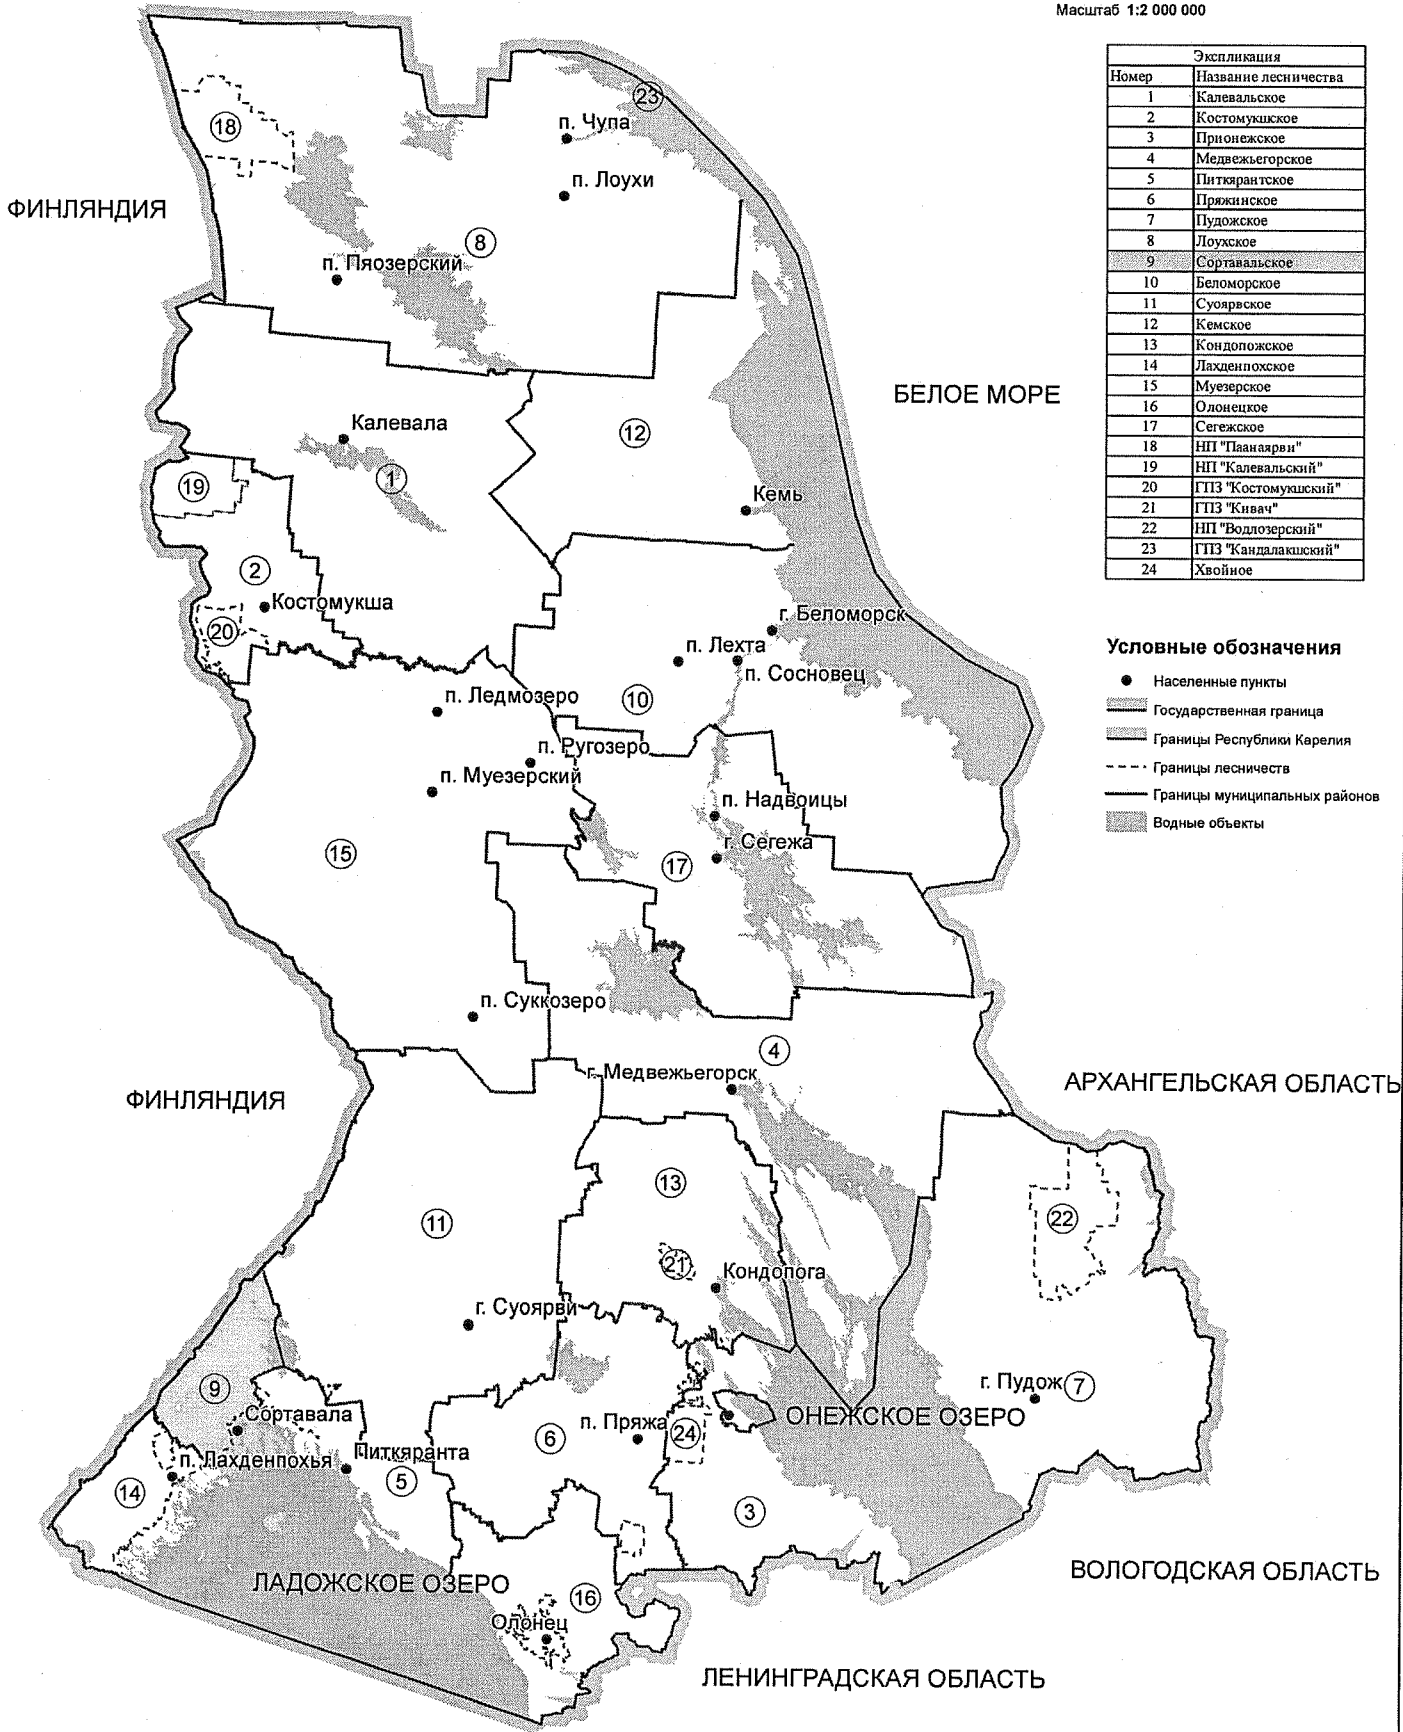 Масштаб 1:2 000 000
Экспликация
Номер Название лесничества
1 Калевальское
2 Костомукшское
3 Прионежское
4 Медвежьегорское
5 Питкярантское
6 Пряжинское
7 Пудожское
8 Лоухское
9 Сортавальское
10 Беломорское
11 Суоярвское
12 Кемское
13 Кондопожское
14 Лахденпохское
15 Муезерское
16 Олонецкое
17 Сегежское
18 НП "Паанаярви"
19 НП "Калевальский"
20 ГПЗ "Костомукшский"
21 ГПЗ "Кивач"
22 НП "Водлозерский"
23 ГПЗ "Кандалакшский"
24 Хвойное
Условные обозначения
Населенные пункты
Государственная граница
Границы Республики Карелия
Границы лесничеств
Границы муниципальных районов
Водные объекты
23
18
п. Чупа
п. Лоухи
ФИНЛЯНДИЯ
8
п. Пяозерский
БЕЛОЕ МОРЕ
Калевала
12
1
19
Кемь
2
Костомукша
г. Беломорск
20
п. Лехта
п. Сосновец
10
п. Ледмозеро
п. Ругозеро
п. Муезерский
п. Надвоицы
г. Сегежа
15
17
п. Суккозеро
4
г. Медвежьегорск
АРХАНГЕЛЬСКАЯ ОБЛАСТЬ
ФИНЛЯНДИЯ
13
22
11
21
Кондопога
г. Суоярви
9
г. Пудож
7
Сортавала
ОНЕЖСКОЕ ОЗЕРО
п. Пряжа
24
6
Питкяранта
п. Лахденпохья
5
14
3
ЛАДОЖСКОЕ ОЗЕРО
ВОЛОГОДСКАЯ ОБЛАСТЬ
16
Олонец
ЛЕНИНГРАДСКАЯ ОБЛАСТЬ